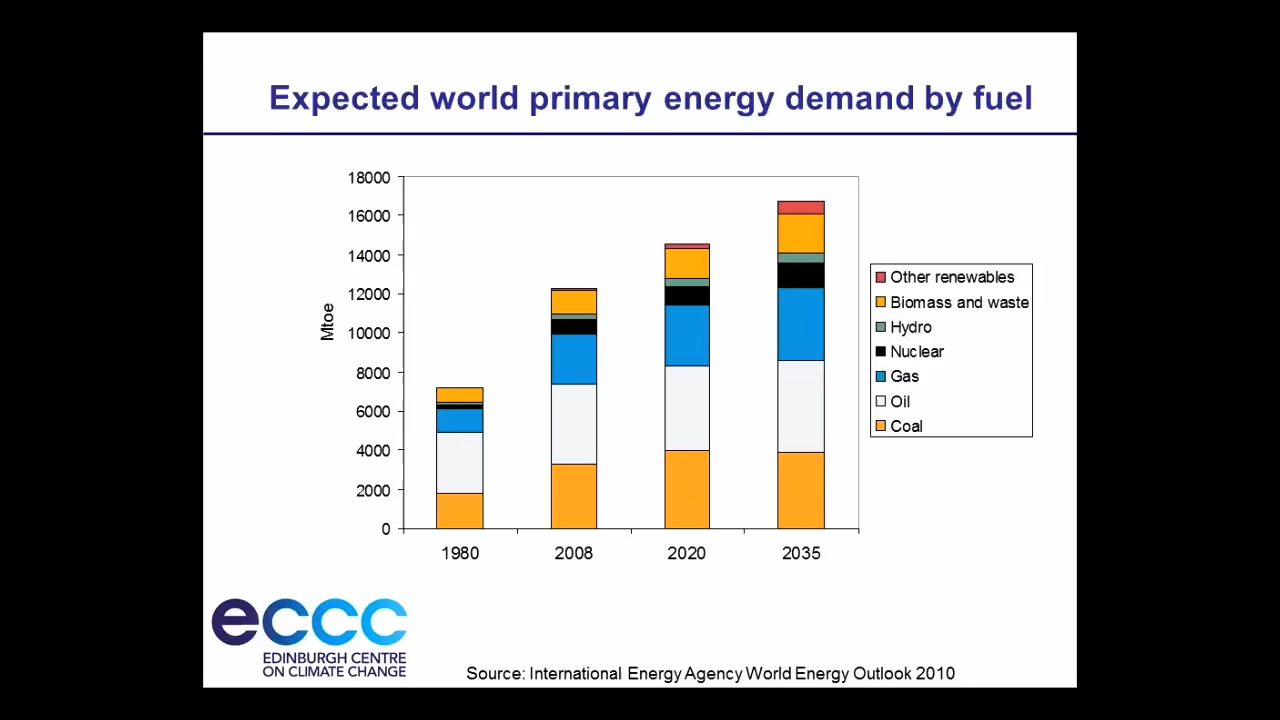 Expected world primary energy demand by fuel
18000
16000
14000
12000
10000
8000
6000
4000
2000
0
Mtoe
1980 2008 2020 2035
Other renewables
Biomass and waste
Hydro
Nuclear
Gas
Oil
Coal
eccc
EDINBURGH CENTRE
ON CLIMATE CHANGE
Source: International Energy Agency World Energy Outlook 2010